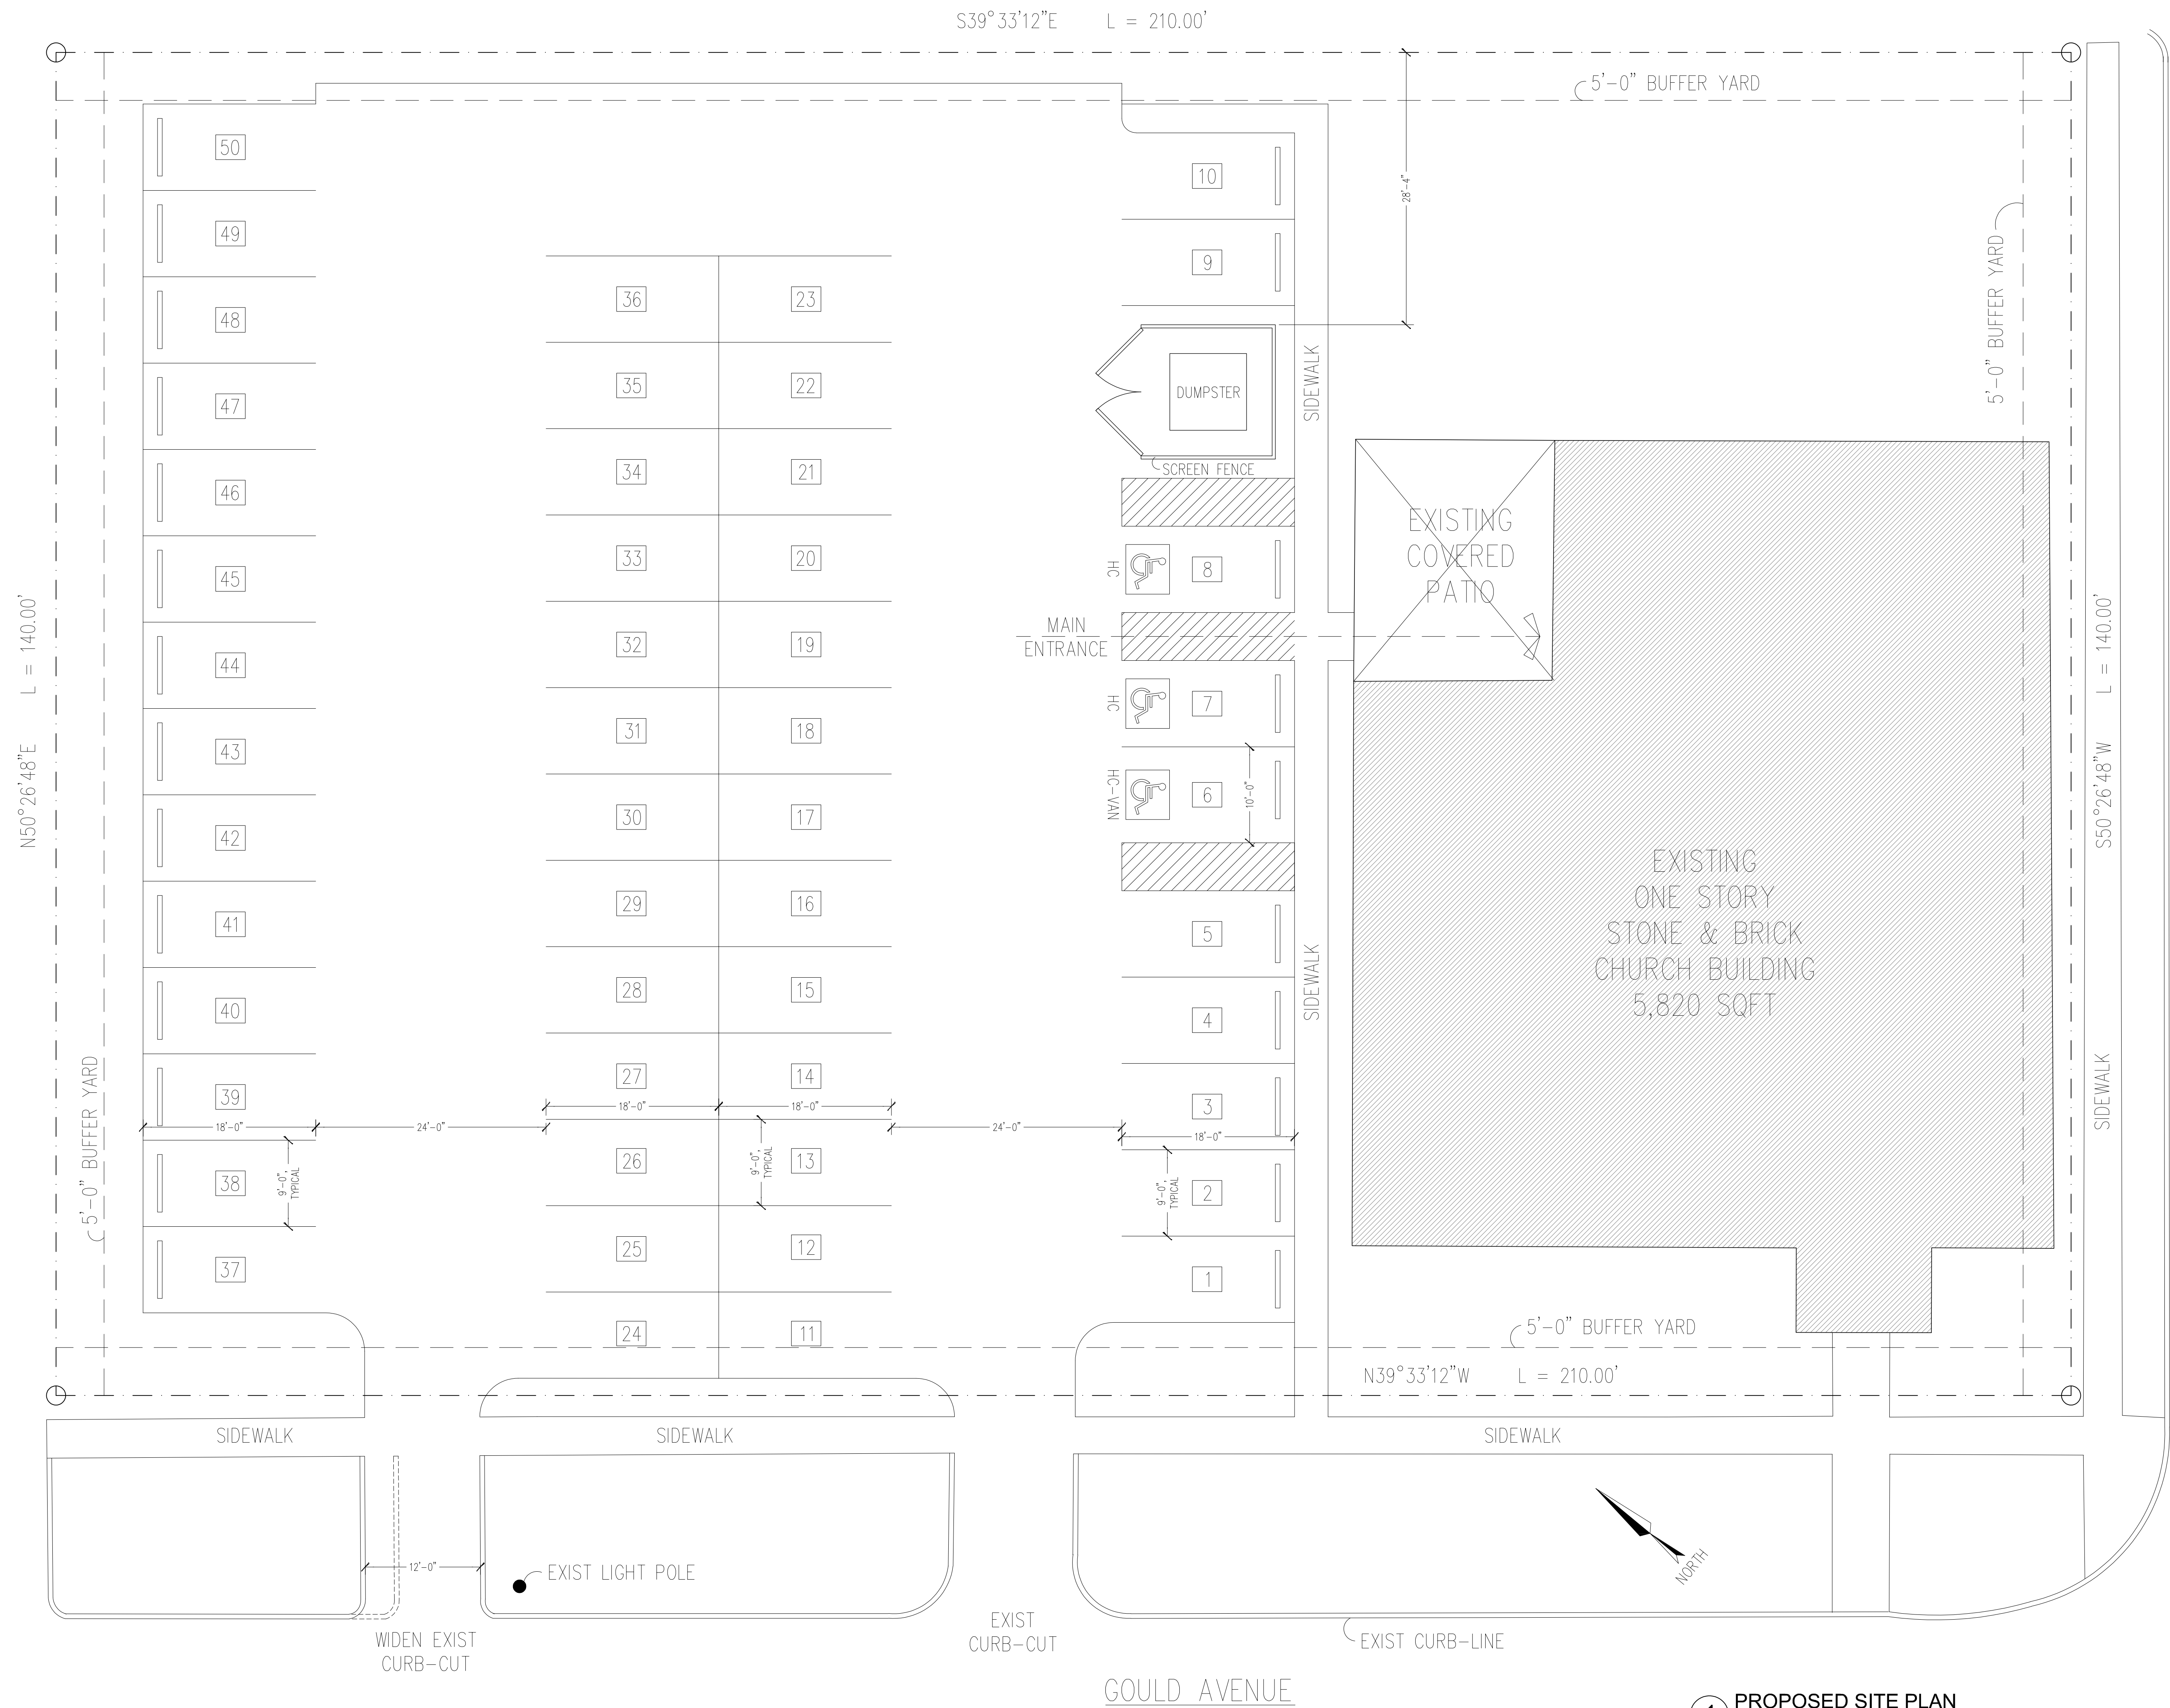 S39°33'12"E L = 210.00'
5'-0" BUFFER YARD
50
49
48
47
46
45
44
43
42
41
40
39
38
37
36
35
34
33
32
31
30
29
28
27
26
25
24
23
22
21
20
19
18
17
16
15
14
13
12
11
10
9
DUMPSTER
SCREEN FENCE
8
HC
MAIN
ENTRANCE
7
HC
6
HC-VAN
10'-0"
5
4
3
2
1
28'-4"
SIDEWALK
SIDEWALK
EXISTING
COVERED
PATIO
EXISTING
ONE STORY
STONE & BRICK
CHURCH BUILDING
5,820 SQFT
5'-0" BUFFER YARD
S50°26'48"W L = 140.00'
SIDEWALK
N50°26'48"E L = 140.00'
5'-0" BUFFER YARD
18'-0"
24'-0"
18'-0"
18'-0"
24'-0"
18'-0"
9'-0",
TYPICAL
9'-0",
TYPICAL
9'-0",
TYPICAL
5'-0" BUFFER YARD
N39°33'12"W L = 210.00'
SIDEWALK
SIDEWALK
SIDEWALK
12'-0"
EXIST LIGHT POLE
NORTH
WIDEN EXIST
CURB-CUT
EXIST
CURB-CUT
EXIST CURB-LINE
GOULD AVENUE
PROPOSED SITE PLAN